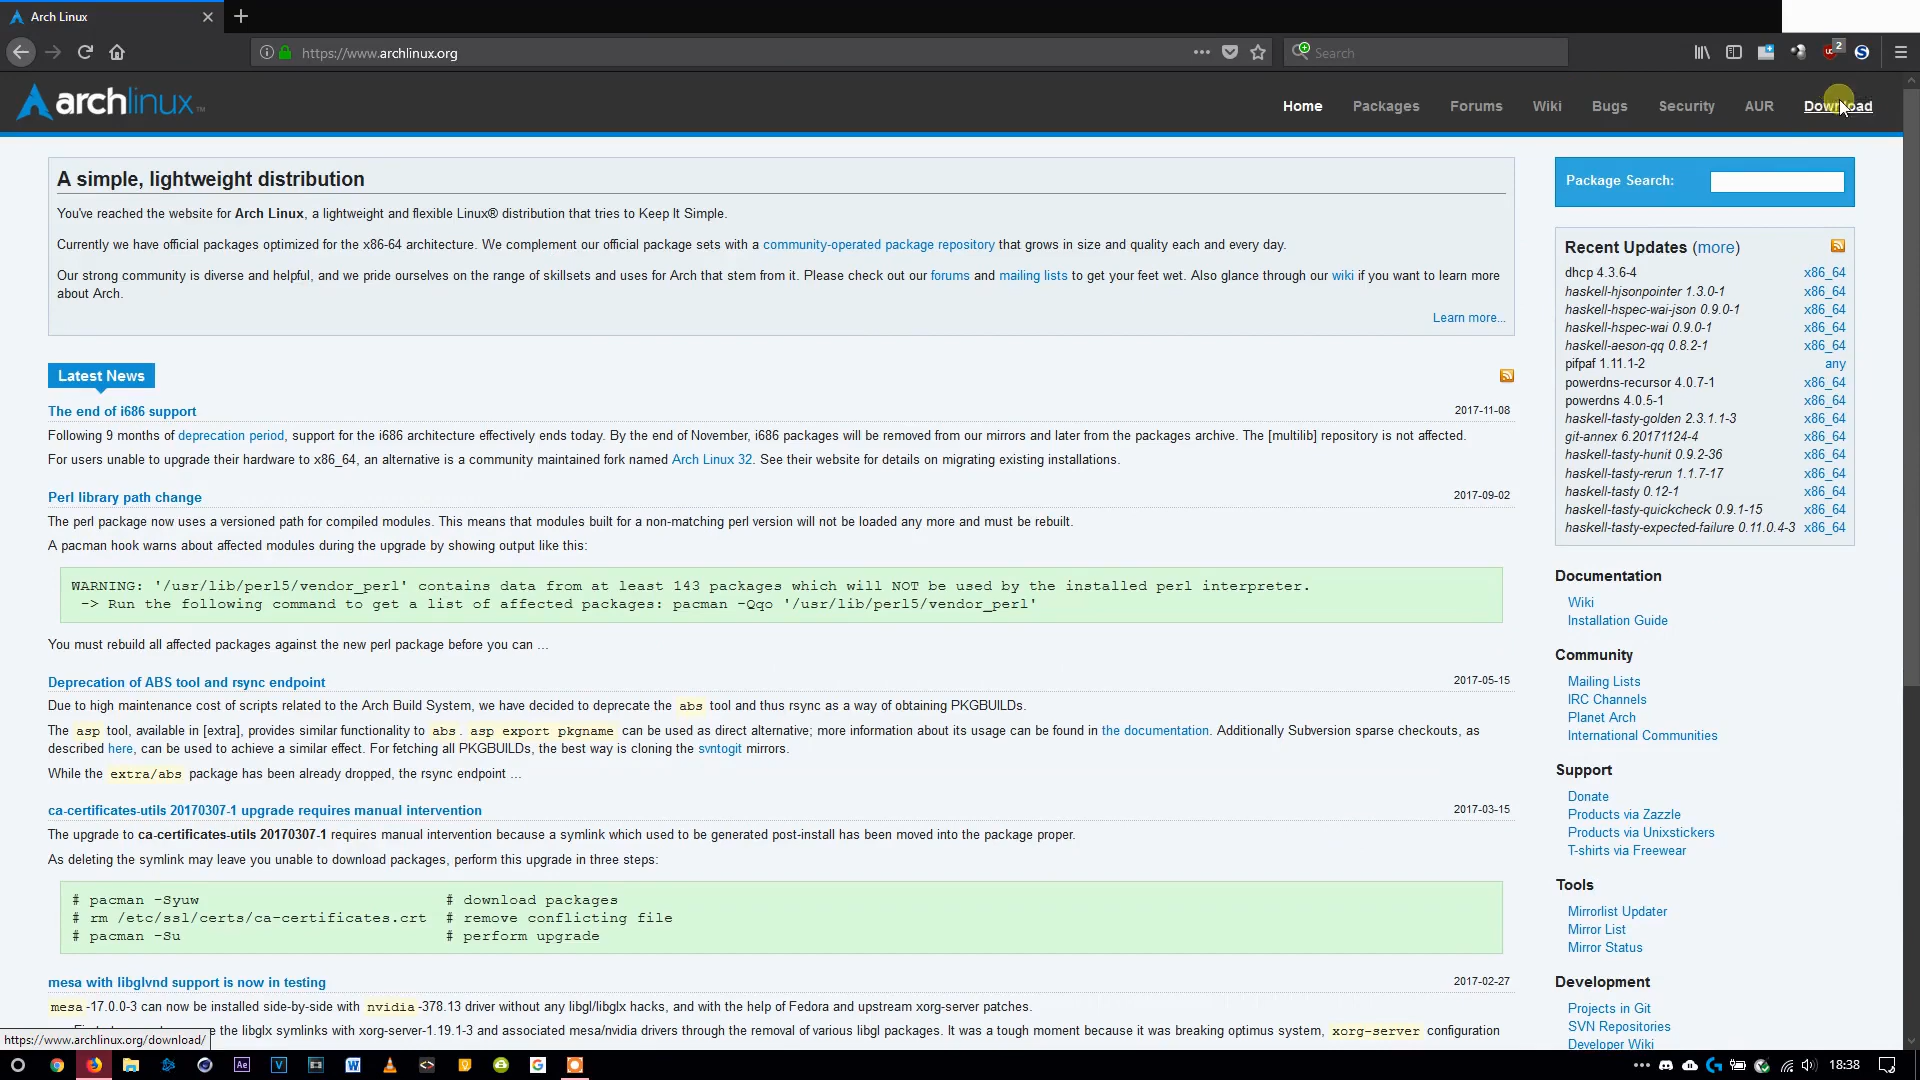 Arch Linux
https://www.archlinux.org
Search
2
archlinux™
Home Packages Forums Wiki Bugs Security AUR Download
A simple, lightweight distribution
You've reached the website for Arch Linux, a lightweight and flexible Linux® distribution that tries to Keep It Simple.
Currently we have official packages optimized for the x86-64 architecture. We complement our official package sets with a community-operated package repository that grows in size and quality each and every day.
Our strong community is diverse and helpful, and we pride ourselves on the range of skillsets and uses for Arch that stem from it. Please check out our forums and mailing lists to get your feet wet. Also glance through our wiki if you want to learn more
about Arch.
Learn more...
Latest News
The end of i686 support 2017-11-08
Following 9 months of deprecation period, support for the i686 architecture effectively ends today. By the end of November, i686 packages will be removed from our mirrors and later from the packages archive. The [multilib] repository is not affected.
For users unable to upgrade their hardware to x86_64, an alternative is a community maintained fork named Arch Linux 32. See their website for details on migrating existing installations.
Perl library path change 2017-09-02
The perl package now uses a versioned path for compiled modules. This means that modules built for a non-matching perl version will not be loaded any more and must be rebuilt.
A pacman hook warns about affected modules during the upgrade by showing output like this:
WARNING: '/usr/lib/perl5/vendor_perl' contains data from at least 143 packages which will NOT be used by the installed perl interpreter.
-> Run the following command to get a list of affected packages: pacman -Qqo '/usr/lib/perl5/vendor_perl'
You must rebuild all affected packages against the new perl package before you can ...
Deprecation of ABS tool and rsync endpoint 2017-05-15
Due to high maintenance cost of scripts related to the Arch Build System, we have decided to deprecate the abs tool and thus rsync as a way of obtaining PKGBUILDs.
The asp tool, available in [extra], provides similar functionality to abs. asp export pkgname can be used as direct alternative; more information about its usage can be found in the documentation. Additionally Subversion sparse checkouts, as
described here, can be used to achieve a similar effect. For fetching all PKGBUILDs, the best way is cloning the svntogit mirrors.
While the extra/abs package has been already dropped, the rsync endpoint ...
ca-certificates-utils 20170307-1 upgrade requires manual intervention 2017-03-15
The upgrade to ca-certificates-utils 20170307-1 requires manual intervention because a symlink which used to be generated post-install has been moved into the package proper.
As deleting the symlink may leave you unable to download packages, perform this upgrade in three steps:
# pacman -Syuw # download packages
# rm /etc/ssl/certs/ca-certificates.crt # remove conflicting file
# pacman -Su # perform upgrade
mesa with libglvnd support is now in testing 2017-02-27
mesa-17.0.0-3 can now be installed side-by-side with nvidia-378.13 driver without any libgl/libglx hacks, and with the help of Fedora and upstream xorg-server patches.
the libglx symlinks with xorg-server-1.19.1-3 and associated mesa/nvidia drivers through the removal of various libgl packages. It was a tough moment because it was breaking optimus system, xorg-server configuration
https://www.archlinux.org/download/
Package Search:
Recent Updates (more)
dhcp 4.3.6-4 x86_64
haskell-hjsonpointer 1.3.0-1 x86_64
haskell-hspec-wai-json 0.9.0-1 x86_64
haskell-hspec-wai 0.9.0-1 x86_64
haskell-aeson-qq 0.8.2-1 x86_64
pifpaf 1.11.1-2 any
powerdns-recursor 4.0.7-1 x86_64
powerdns 4.0.5-1 x86_64
haskell-tasty-golden 2.3.1.1-3 x86_64
git-annex 6.20171124-4 x86_64
haskell-tasty-hunit 0.9.2-36 x86_64
haskell-tasty-rerun 1.1.7-17 x86_64
haskell-tasty 0.12-1 x86_64
haskell-tasty-quickcheck 0.9.1-15 x86_64
haskell-tasty-expected-failure 0.11.0.4-3 x86_64
Documentation
Wiki
Installation Guide
Community
Mailing Lists
IRC Channels
Planet Arch
International Communities
Support
Donate
Products via Zazzle
Products via Unixstickers
T-shirts via Freewear
Tools
Mirrorlist Updater
Mirror List
Mirror Status
Development
Projects in Git
SVN Repositories
Developer Wiki
Ae
V
W
G
18:38